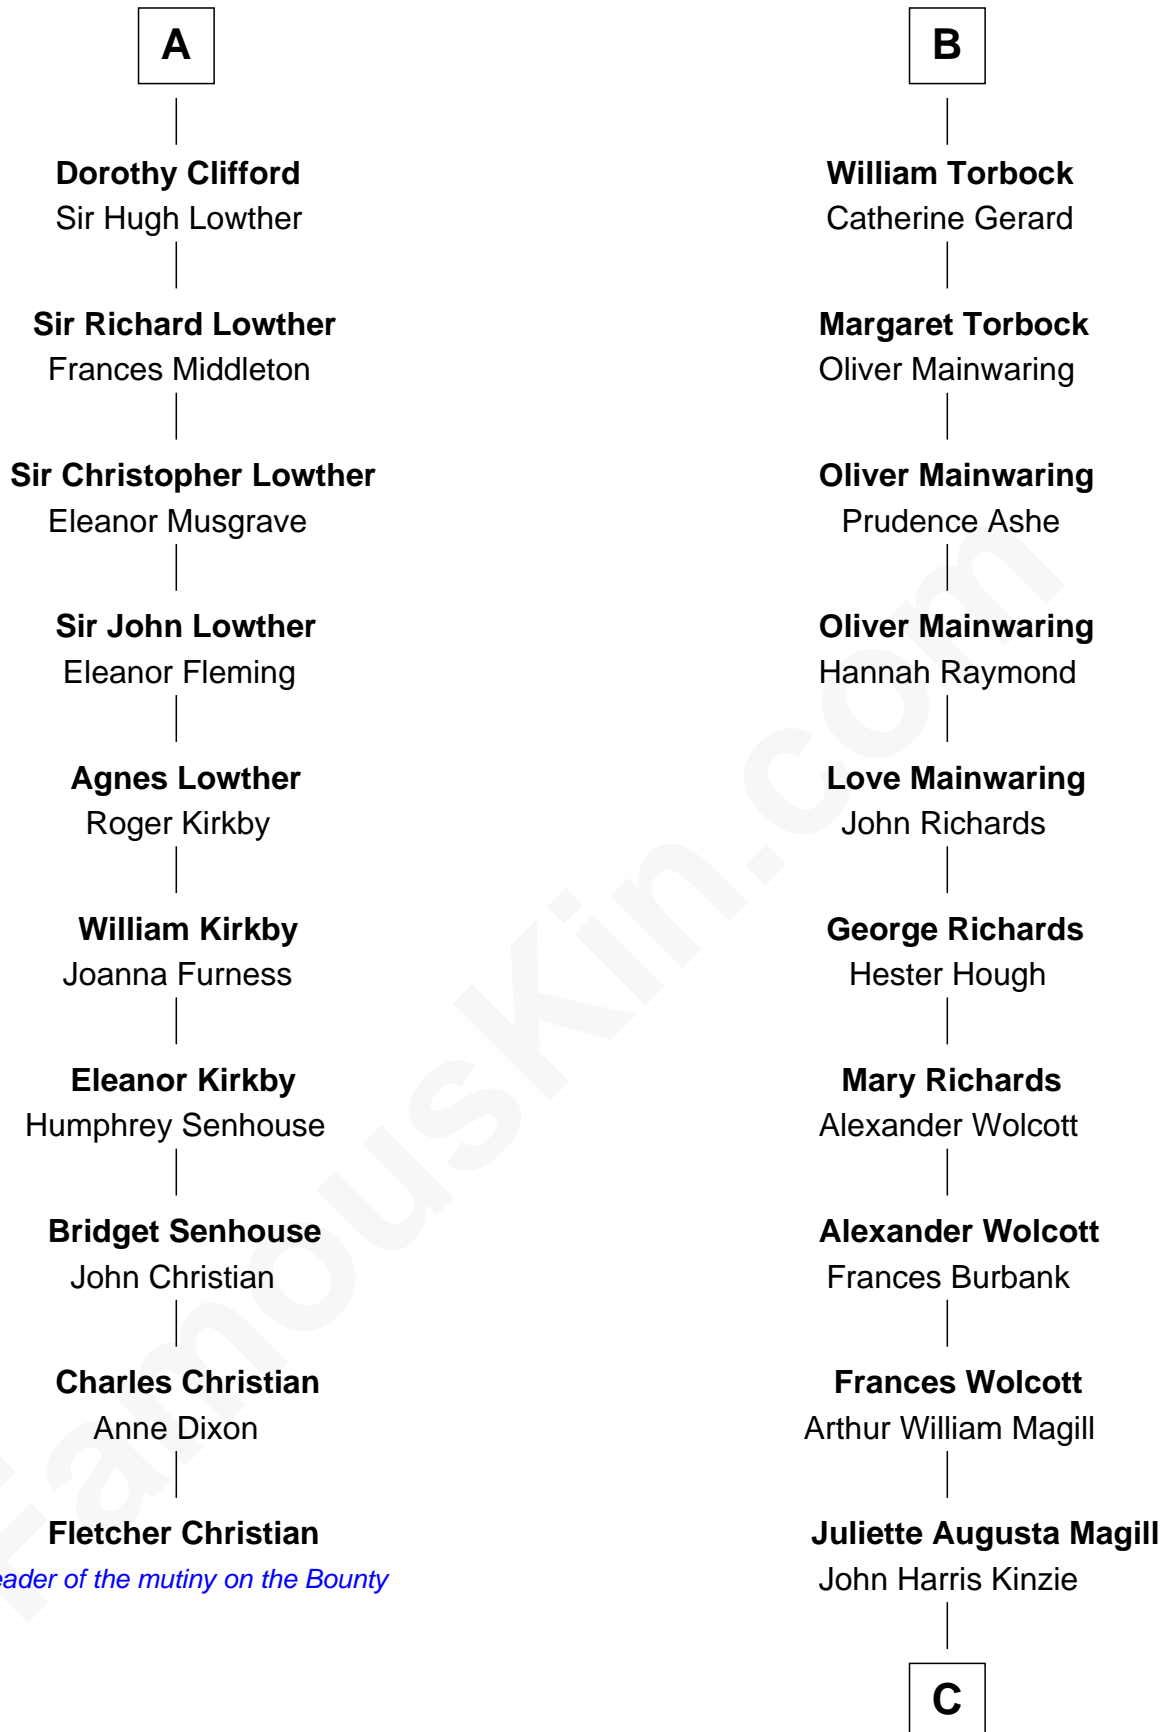 A
Dorothy Clifford
Sir Hugh Lowther
Sir Richard Lowther
Frances Middleton
Sir Christopher Lowther
Eleanor Musgrave
Sir John Lowther
Eleanor Fleming
Agnes Lowther
Roger Kirkby
William Kirkby
Joanna Furness
Eleanor Kirkby
Humphrey Senhouse
Bridget Senhouse
John Christian
Charles Christian
Anne Dixon
Fletcher Christian
eader of the mutiny on the Bounty
B
William Torbock
Catherine Gerard
Margaret Torbock
Oliver Mainwaring
Oliver Mainwaring
Prudence Ashe
Oliver Mainwaring
Hannah Raymond
Love Mainwaring
John Richards
George Richards
Hester Hough
Mary Richards
Alexander Wolcott
Alexander Wolcott
Frances Burbank
Frances Wolcott
Arthur William Magill
Juliette Augusta Magill
John Harris Kinzie
C
FamousKin.com